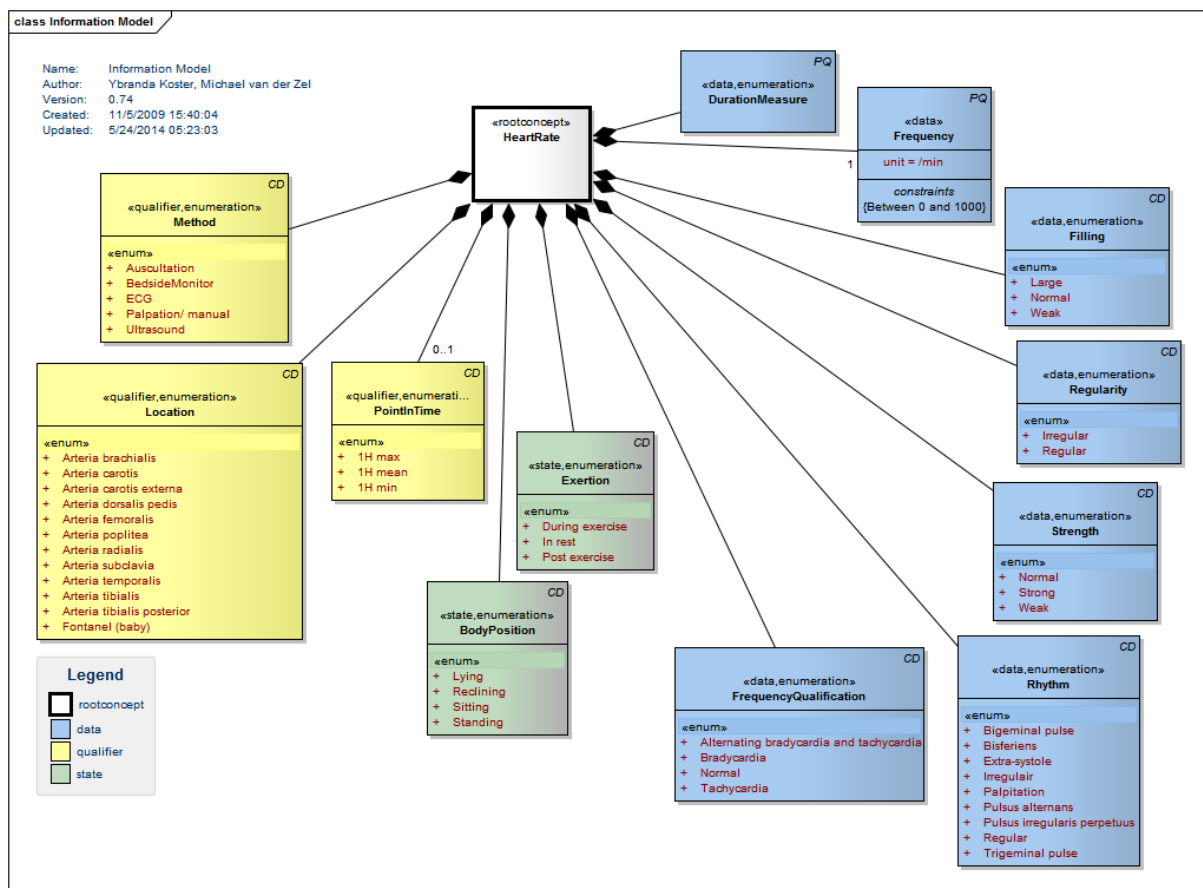 class Information Model
Name: Information Model
Author: Ybranda Koster, Michael van der Zel
Version: 0.74
Created: 11/5/2009 15:40:04
Updated: 5/24/2014 05:23:03
«rootconcept»
HeartRate
PQ
«data,enumeration»
DurationMeasure
PQ
«data»
Frequency
unit = /min
constraints
{Between 0 and 1000}
1
CD
«qualifier,enumeration»
Method
«enum»
+ Auscultation
+ BedsideMonitor
+ ECG
+ Palpation/ manual
+ Ultrasound
CD
«data,enumeration»
Filling
«enum»
+ Large
+ Normal
+ Weak
CD
«qualifier,enumeration»
Location
«enum»
+ Arteria brachialis
+ Arteria carotis
+ Arteria carotis externa
+ Arteria dorsalis pedis
+ Arteria femoralis
+ Arteria poplitea
+ Arteria radialis
+ Arteria subclavia
+ Arteria temporalis
+ Arteria tibialis
+ Arteria tibialis posterior
+ Fontanel (baby)
0..1
CD
«qualifier,enumerati...
PointInTime
«enum»
+ 1H max
+ 1H mean
+ 1H min
CD
«data,enumeration»
Regularity
«enum»
+ Irregular
+ Regular
CD
«state,enumeration»
Exertion
«enum»
+ During exercise
+ In rest
+ Post exercise
CD
«data,enumeration»
Strength
«enum»
+ Normal
+ Strong
+ Weak
CD
«state,enumeration»
BodyPosition
«enum»
+ Lying
+ Reclining
+ Sitting
+ Standing
CD
«data,enumeration»
FrequencyQualification
«enum»
+ Alternating bradycardia and tachycardia
+ Bradycardia
+ Normal
+ Tachycardia
CD
«data,enumeration»
Rhythm
«enum»
+ Bigeminal pulse
+ Bisferiens
+ Extra-systole
+ Irregulair
+ Palpitation
+ Pulsus alternans
+ Pulsus irregularis perpetuus
+ Regular
+ Trigeminal pulse
Legend
rootconcept
data
qualifier
state